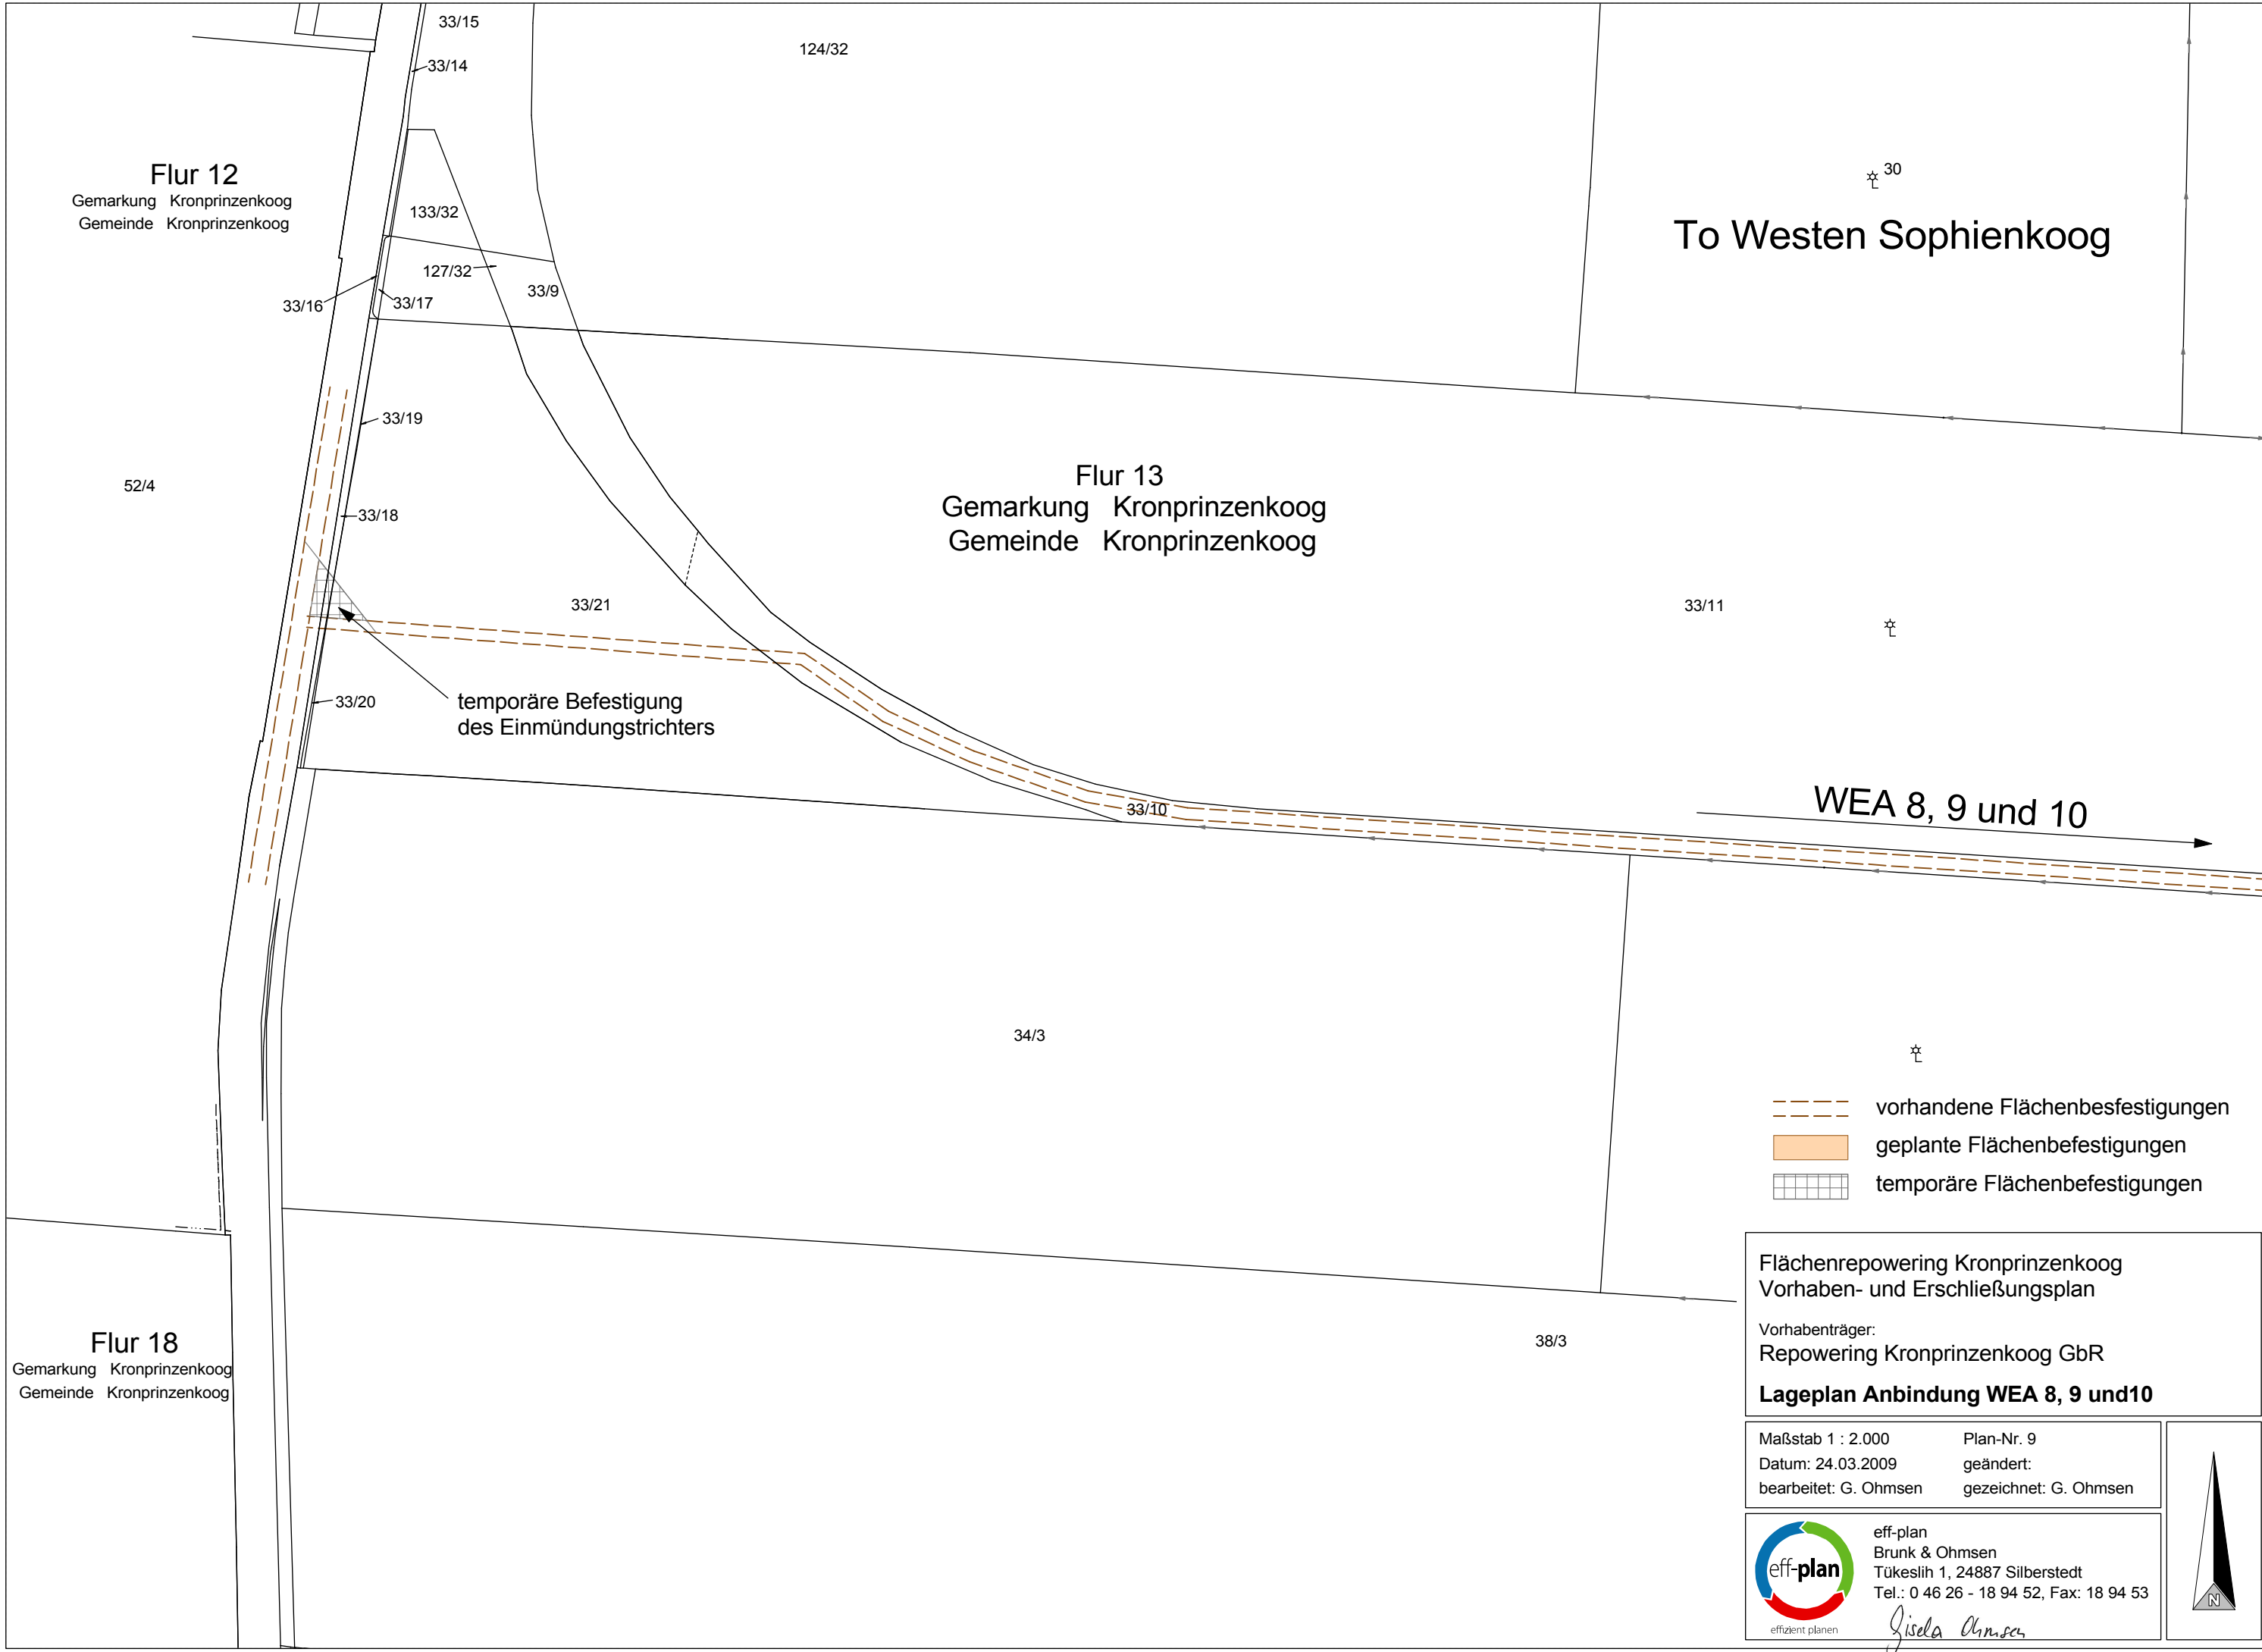 33/15
124/32
33/14
Flur 12
Gemarkung Kronprinzenkoog
Gemeinde Kronprinzenkoog
30
To Westen Sophienkoog
133/32
127/32
33/9
33/16
33/17
33/19
52/4
33/18
Flur 13
Gemarkung Kronprinzenkoog
Gemeinde Kronprinzenkoog
33/21
33/11
33/20
temporäre Befestigung
des Einmündungstrichters
33/10
WEA 8, 9 und 10
34/3
vorhandene Flächenbesfestigungen
geplante Flächenbefestigungen
temporäre Flächenbefestigungen
Flur 18
Gemarkung Kronprinzenkoog
Gemeinde Kronprinzenkoog
38/3
Flächenrepowering Kronprinzenkoog
Vorhaben- und Erschließungsplan
Vorhabenträger:
Repowering Kronprinzenkoog GbR
Lageplan Anbindung WEA 8, 9 und10
Maßstab 1 : 2.000 Plan-Nr. 9
Datum: 24.03.2009 geändert:
bearbeitet: G. Ohmsen gezeichnet: G. Ohmsen
eff-plan
effizient planen
eff-plan
Brunk & Ohmsen
Tükeslih 1, 24887 Silberstedt
Tel.: 0 46 26 - 18 94 52, Fax: 18 94 53
Gisela Ohmsen
N